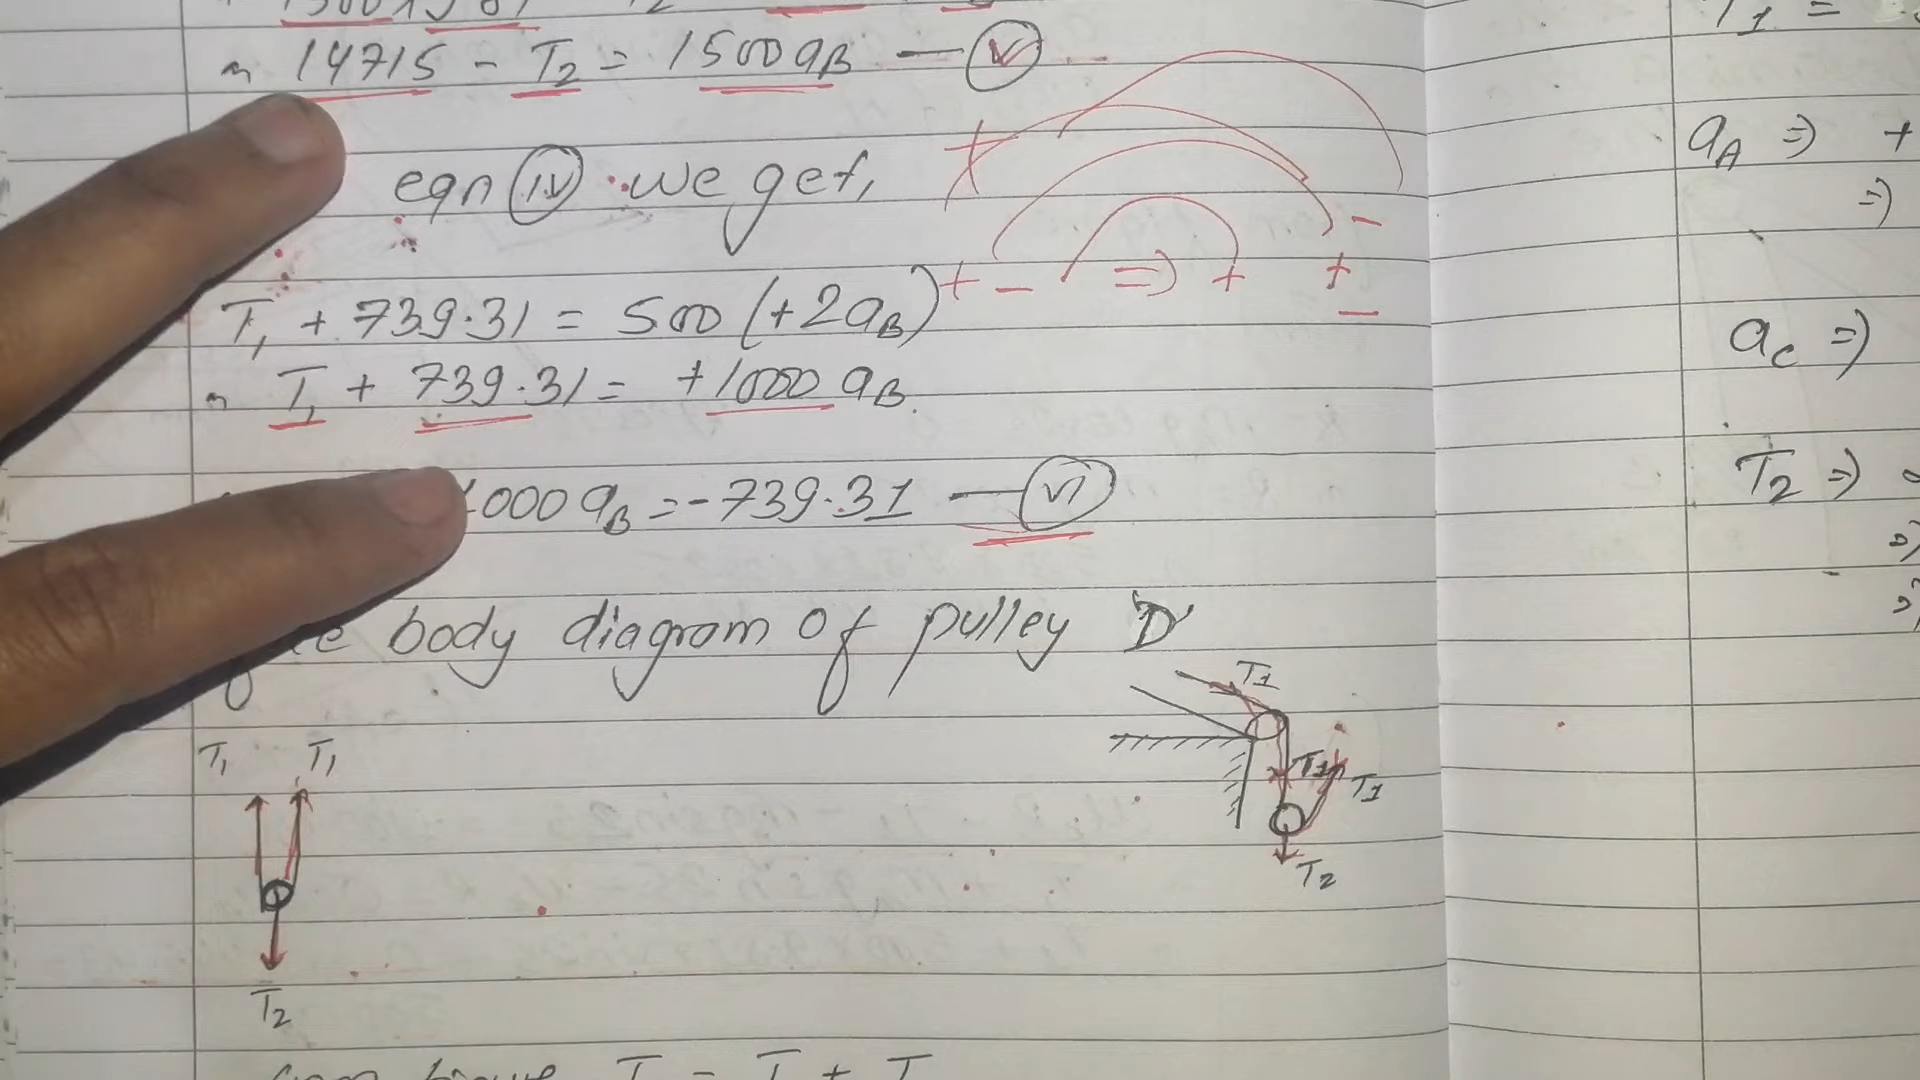 14715 - T2 = 1500 aB — (V)
eqn (IV) we get,
T1 + 739.31 = 500 (+2aB)
T1 + 739.31 = +1000 aB.
1000 aB = -739.31 — (VI)
body diagram of pulley D
+ - => + +
-
-
T1 T1
T2
T1
T1 T1
T2
T1 =
aA => +
=>
aC =>
T2 =>